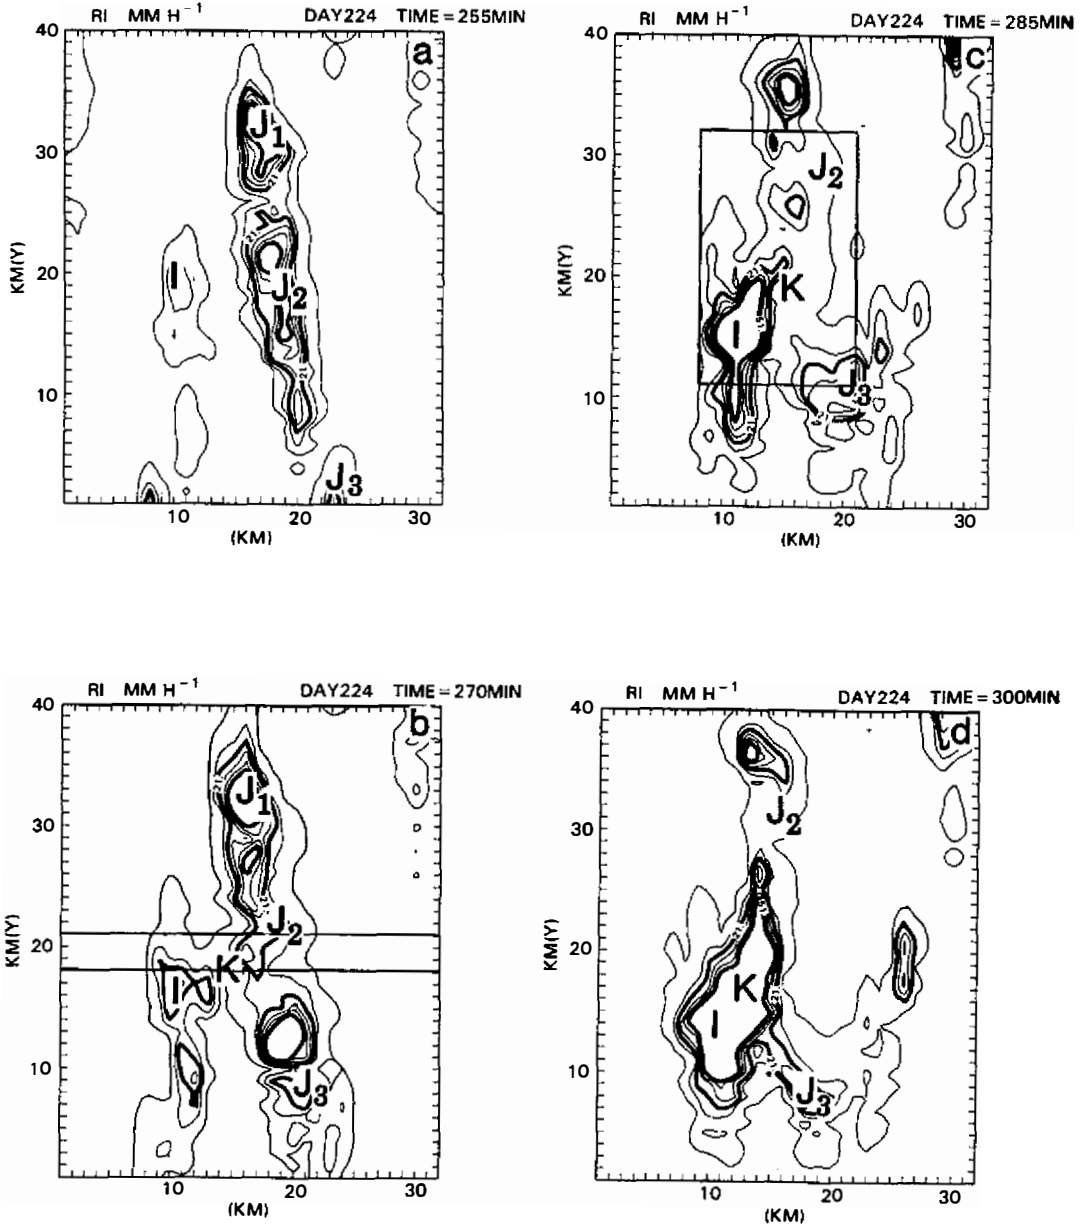 RI MM H⁻¹ DAY224 TIME=255MIN
40
a
J₁
30
KM(Y)
I
20
J₂
10
J₃
10 20 30
(KM)
RI MM H⁻¹ DAY224 TIME=285MIN
40
c
30
J₂
KM(Y)
20
K
I
10
J₃
10 20 30
(KM)
RI MM H⁻¹ DAY224 TIME=270MIN
40
b
J₁
30
KM(Y)
J₂
20
K
I
10
J₃
10 20 30
(KM)
RI MM H⁻¹ DAY224 TIME=300MIN
40
d
J₂
30
KM(Y)
20
K
I
10
J₃
10 20 30
(KM)